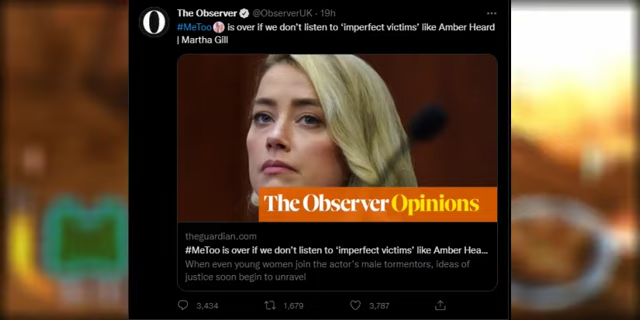 The Observer @ObserverUK · 19h
#MeToo is over if we don't listen to 'imperfect victims' like Amber Heard
| Martha Gill
The Observer Opinions
theguardian.com
#MeToo is over if we don't listen to 'imperfect victims' like Amber Hea...
When even young women join the actor's male tormentors, ideas of
justice soon begin to unravel
3,434 1,679 3,787